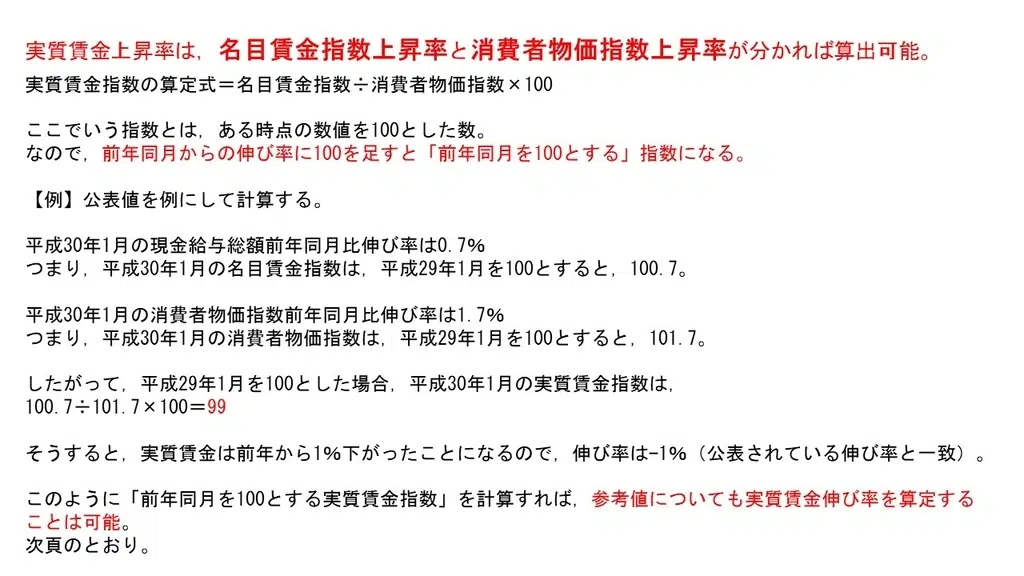 実質賃金上昇率は，名目賃金指数上昇率と消費者物価指数上昇率が分かれば算出可能。
実質賃金指数の算定式＝名目賃金指数÷消費者物価指数×100
ここでいう指数とは，ある時点の数値を100とした数。
なので，前年同月からの伸び率に100を足すと「前年同月を100とする」指数になる。
【例】公表値を例にして計算する。
平成30年1月の現金給与総額前年同月比伸び率は0.7％
つまり，平成30年1月の名目賃金指数は，平成29年1月を100とすると，100.7。
平成30年1月の消費者物価指数前年同月比伸び率は1.7％
つまり，平成30年1月の消費者物価指数は，平成29年1月を100とすると，101.7。
したがって，平成29年1月を100とした場合，平成30年1月の実質賃金指数は，
100.7÷101.7×100＝99
そうすると，実質賃金は前年から1％下がったことになるので，伸び率は−1％（公表されている伸び率と一致）。
このように「前年同月を100とする実質賃金指数」を計算すれば，参考値についても実質賃金伸び率を算定する
ことは可能。
次頁のとおり。